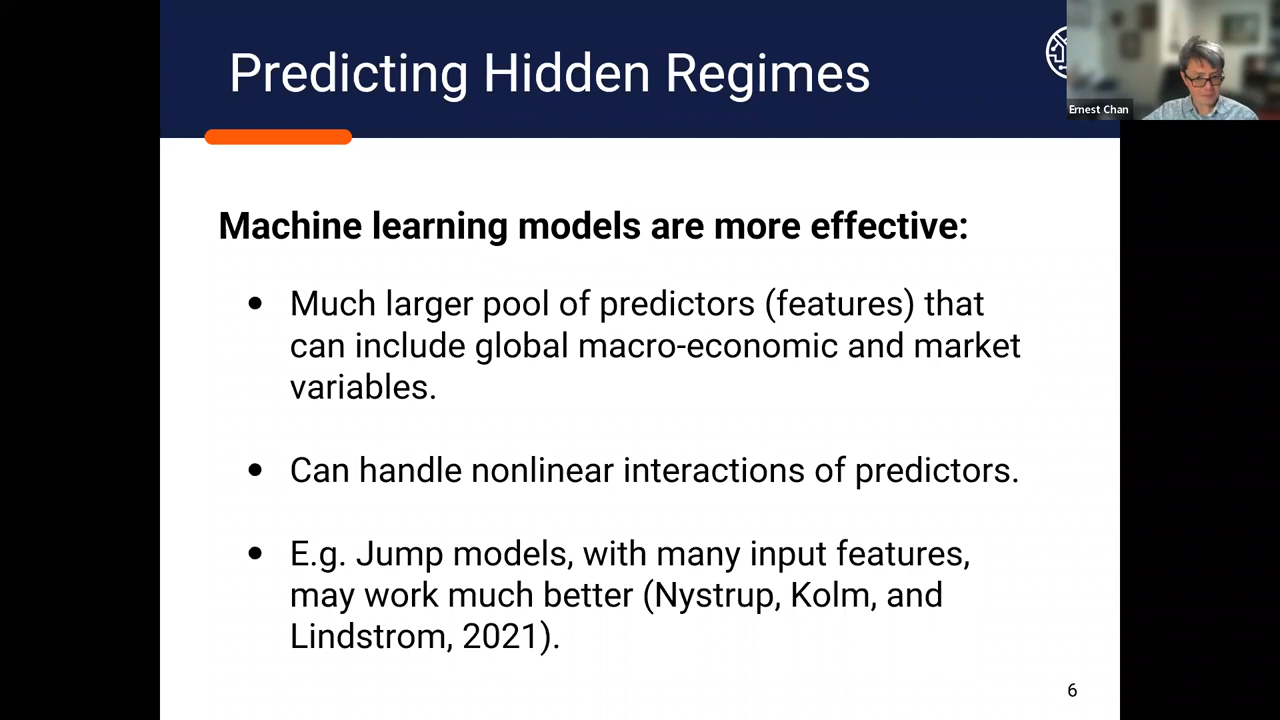 Predicting Hidden Regimes
Ernest Chan
Machine learning models are more effective:
● Much larger pool of predictors (features) that
can include global macro-economic and market
variables.
● Can handle nonlinear interactions of predictors.
● E.g. Jump models, with many input features,
may work much better (Nystrup, Kolm, and
Lindstrom, 2021).
6